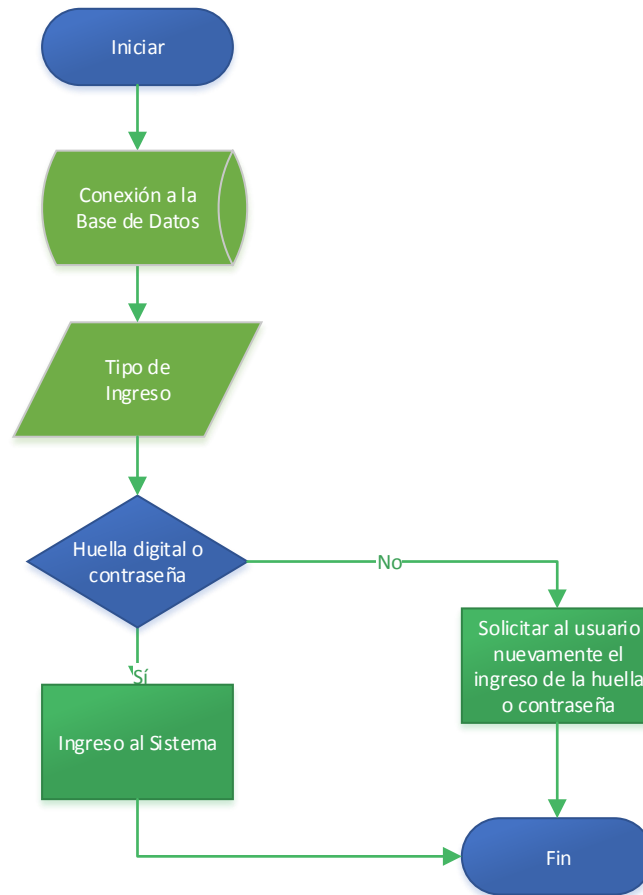 Iniciar
Conexión a la
Base de Datos
Tipo de
Ingreso
Huella digital o
contraseña
No
Solicitar al usuario
nuevamente el
ingreso de la huella
o contraseña
Sí
Ingreso al Sistema
Fin